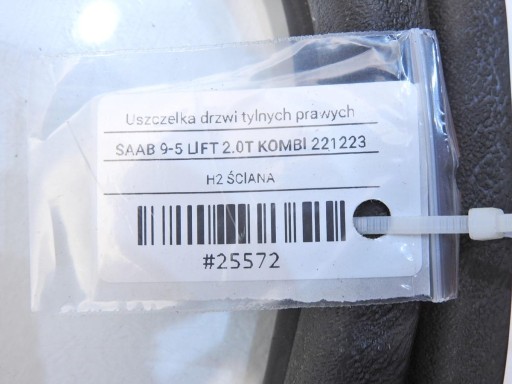 Uszczelka drzwi tylnych prawych
SAAB 9-5 LIFT 2.0T KOMBI 221223
H2 ŚCIANA
#25572